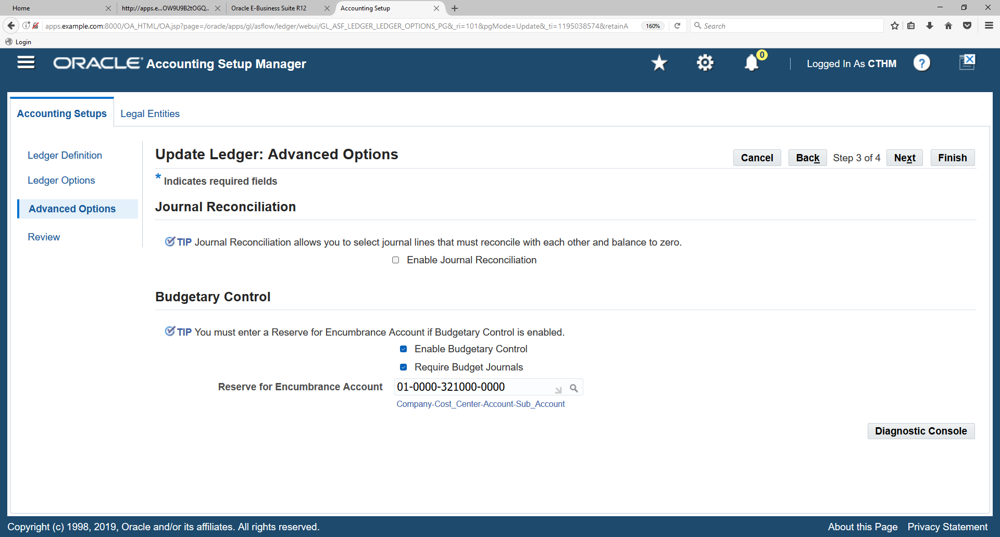 Home
http://apps.e...OW9U9B2tOGQ..
Oracle E-Business Suite R12
Accounting Setup
apps.example.com:8000/OA_HTML/OA.jsp?page=/oracle/apps/gl/asflow/ledger/webui/GL_ASF_LEDGER_LEDGER_OPTIONS_PG&_ri=101&pgMode=Update&_ti=1195038574&retainA
160%
Search
Login
ORACLE Accounting Setup Manager
0
Logged In As CTHM
?
Accounting Setups
Legal Entities
Ledger Definition
Ledger Options
Advanced Options
Review
Update Ledger: Advanced Options
Cancel
Back
Step 3 of 4
Next
Finish
* Indicates required fields
Journal Reconciliation
TIP Journal Reconciliation allows you to select journal lines that must reconcile with each other and balance to zero.
Enable Journal Reconciliation
Budgetary Control
TIP You must enter a Reserve for Encumbrance Account if Budgetary Control is enabled.
Enable Budgetary Control
Require Budget Journals
Reserve for Encumbrance Account
01-0000-321000-0000
Company-Cost_Center-Account-Sub_Account
Diagnostic Console
Copyright (c) 1998, 2019, Oracle and/or its affiliates. All rights reserved.
About this Page
Privacy Statement